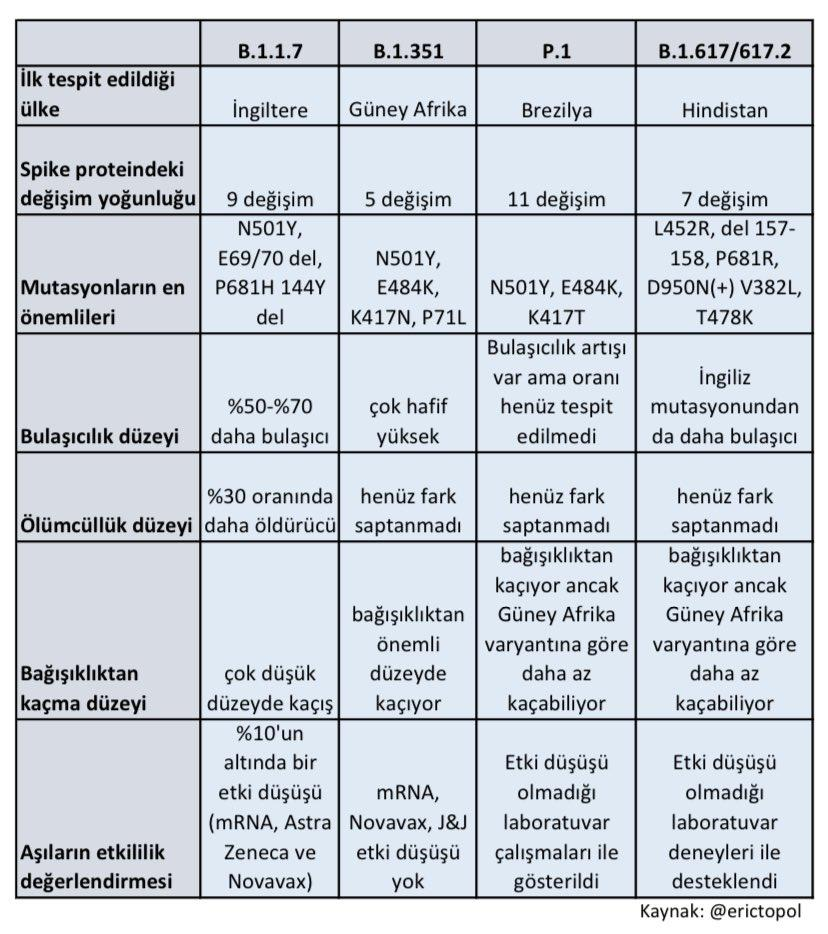 B.1.1.7 B.1.351 P.1 B.1.617/617.2
İlk tespit edildiği
ülke
İngiltere
Güney Afrika
Brezilya
Hindistan
Spike proteindeki
değişim yoğunluğu
9 değişim
5 değişim
11 değişim
7 değişim
Mutasyonların en
önemlileri
N501Y,
E69/70 del,
P681H 144Y
del
N501Y,
E484K,
K417N, P71L
N501Y, E484K,
K417T
L452R, del 157-
158, P681R,
D950N(+) V382L,
T478K
Bulaşıcılık düzeyi
%50-%70
daha bulaşıcı
çok hafif
yüksek
Bulaşıcılık artışı
var ama oranı
henüz tespit
edilmedi
İngiliz
mutasyonundan
da daha bulaşıcı
Ölümcüllük düzeyi
%30 oranında
daha öldürücü
henüz fark
saptanmadı
henüz fark
saptanmadı
henüz fark
saptanmadı
Bağışıklıktan
kaçma düzeyi
çok düşük
düzeyde kaçış
bağışıklıktan
önemli
düzeyde
kaçıyor
bağışıklıktan
kaçıyor ancak
Güney Afrika
varyantına göre
daha az
kaçabiliyor
bağışıklıktan
kaçıyor ancak
Güney Afrika
varyantına göre
daha az
kaçabiliyor
Aşıların etkililik
değerlendirmesi
%10'un
altında bir
etki düşüşü
(mRNA, Astra
Zeneca ve
Novavax)
mRNA,
Novavax, J&J
etki düşüşü
yok
Etki düşüşü
olmadığı
laboratuvar
çalışmaları ile
gösterildi
Etki düşüşü
olmadığı
laboratuvar
deneyleri ile
desteklendi
Kaynak: @erictopol